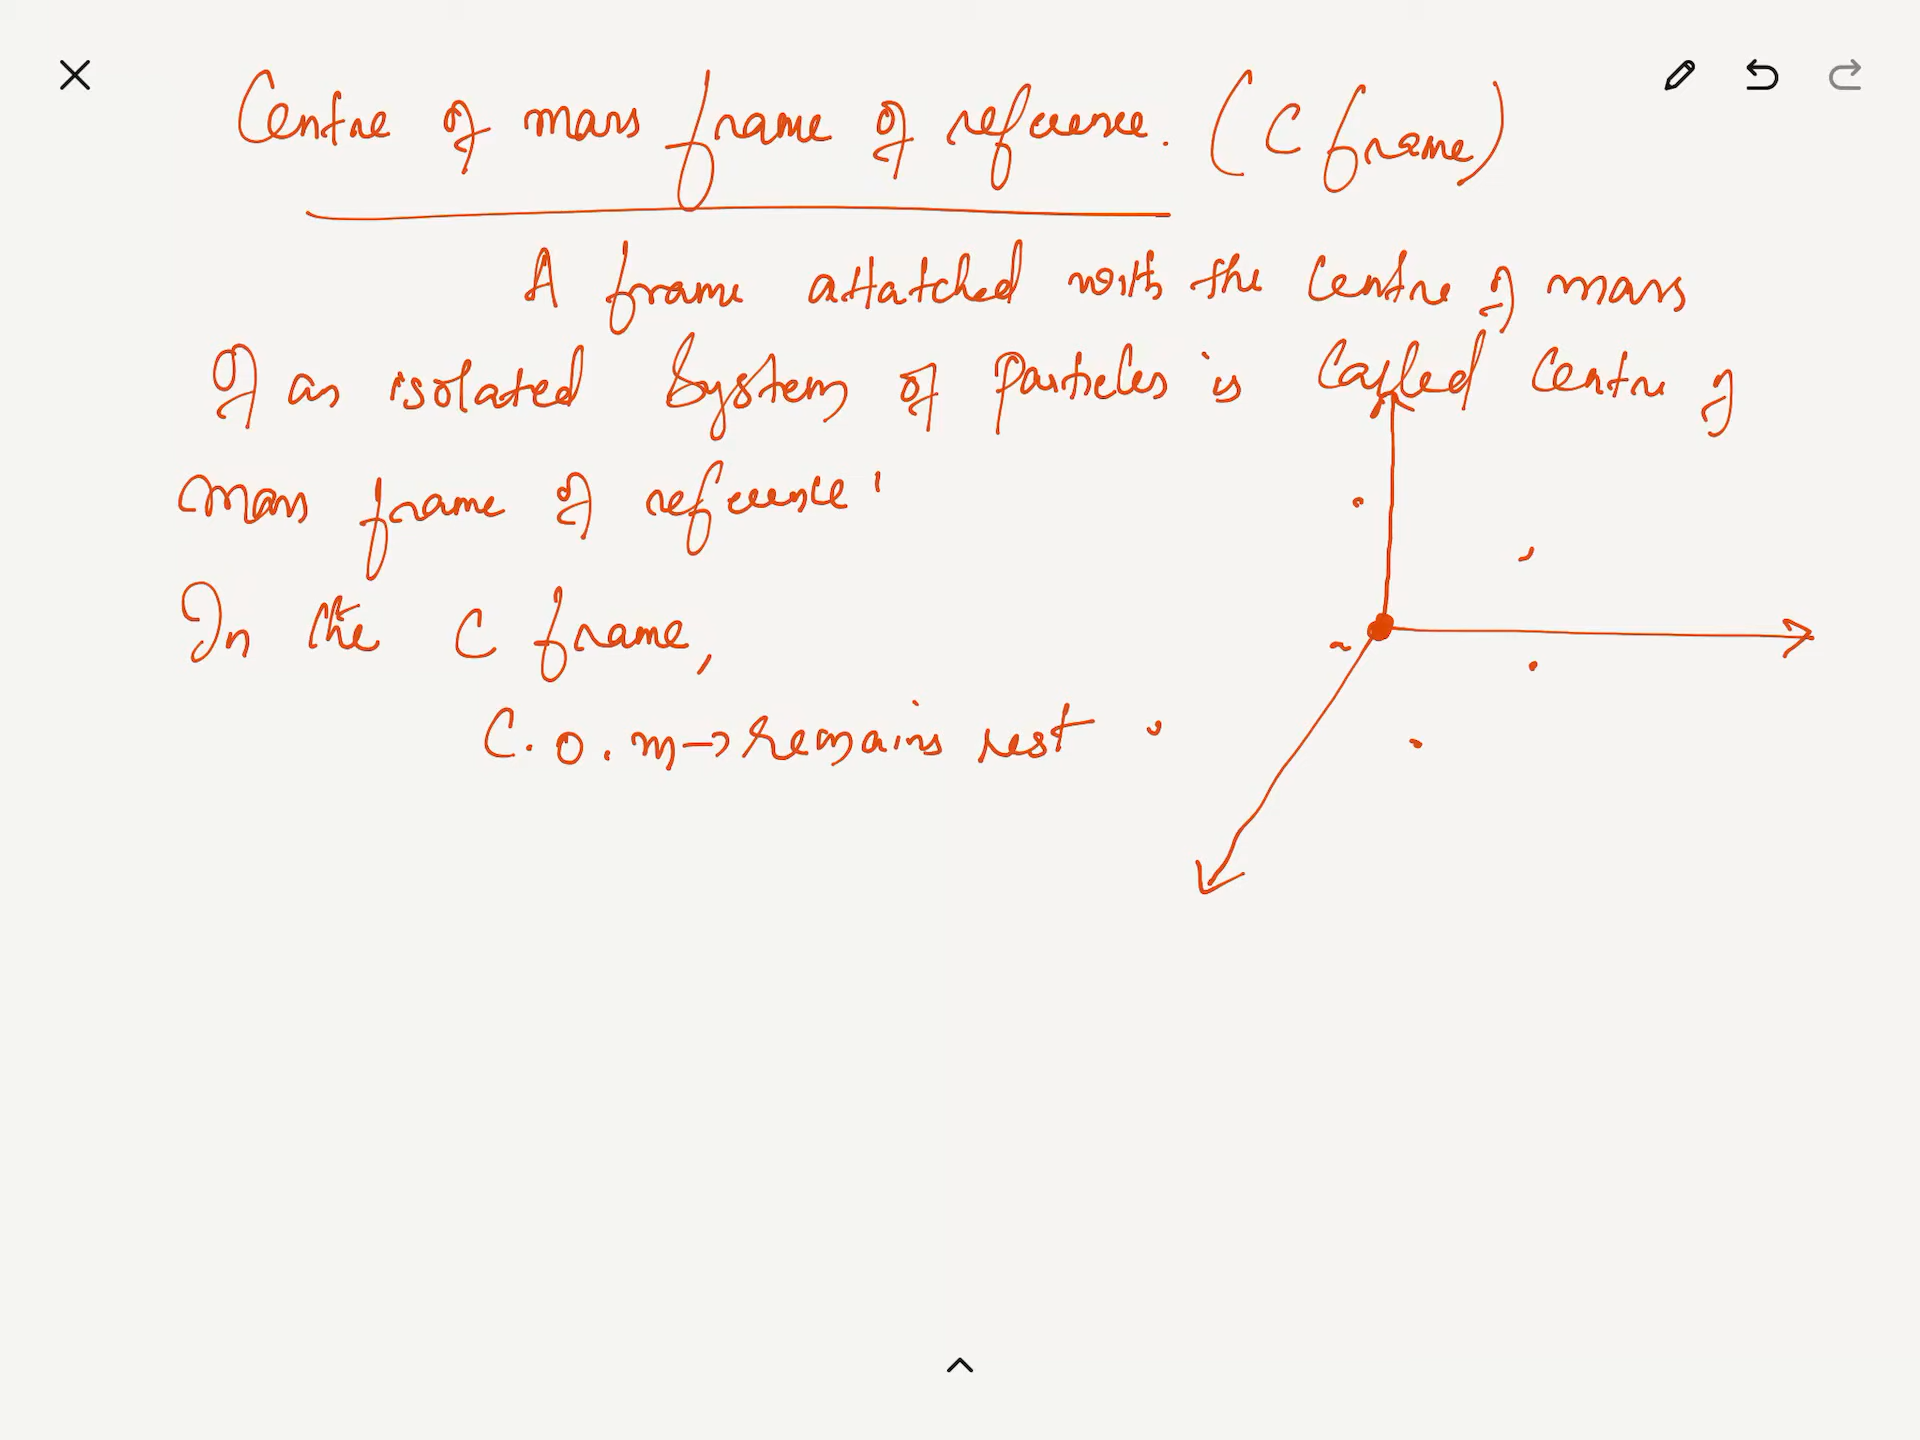 Centre of mass frame of reference. (C frame)
A frame attatched with the centre of mass
Of an isolated System of Particles is Called Centre of
mass frame of reference.
In the C frame,
C.O.m→remains rest